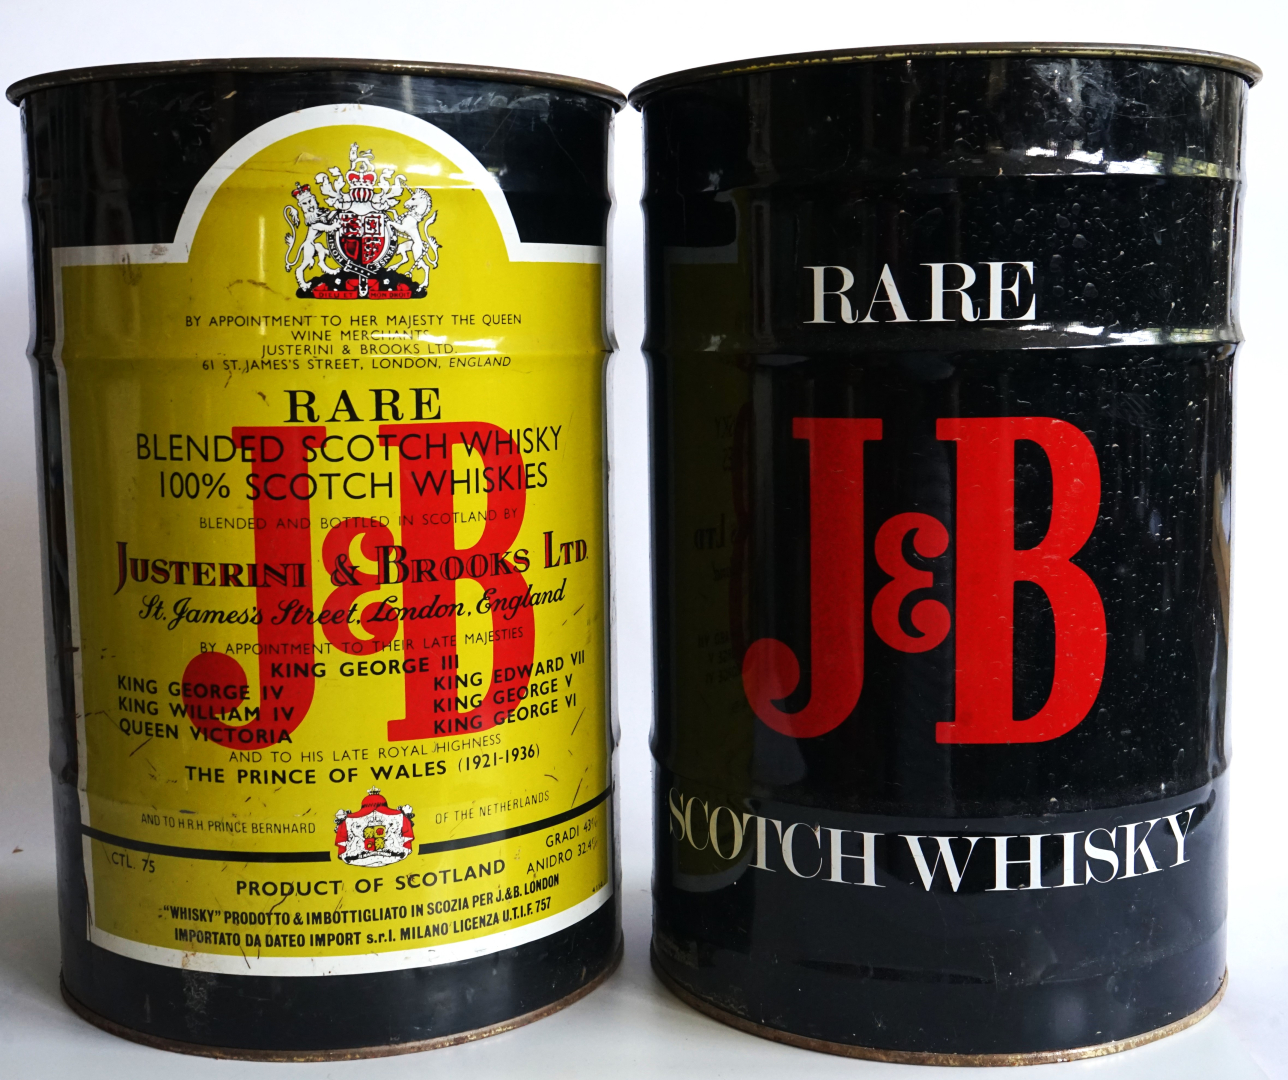 BY APPOINTMENT TO HER MAJESTY THE QUEEN
WINE MERCHANTS
JUSTERINI & BROOKS LTD.
61 ST. JAMES'S STREET, LONDON, ENGLAND
RARE
J&B
BLENDED SCOTCH WHISKY
100% SCOTCH WHISKIES
BLENDED AND BOTTLED IN SCOTLAND BY
JUSTERINI & BROOKS LTD.
St. James's Street, London, England
BY APPOINTMENT TO THEIR LATE MAJESTIES
KING GEORGE III
KING GEORGE IV KING EDWARD VII
KING WILLIAM IV KING GEORGE V
QUEEN VICTORIA KING GEORGE VI
AND TO HIS LATE ROYAL HIGHNESS
THE PRINCE OF WALES (1921-1936)
AND TO H.R.H PRINCE BERNHARD OF THE NETHERLANDS
CTL. 75
GRADI 43%
ANIDRO 32.4%
PRODUCT OF SCOTLAND
"WHISKY" PRODOTTO & IMBOTTIGLIATO IN SCOZIA PER J.&B. LONDON
IMPORTATO DA DATEO IMPORT s.r.l. MILANO LICENZA U.T.I.F. 757
RARE
J&B
SCOTCH WHISKY